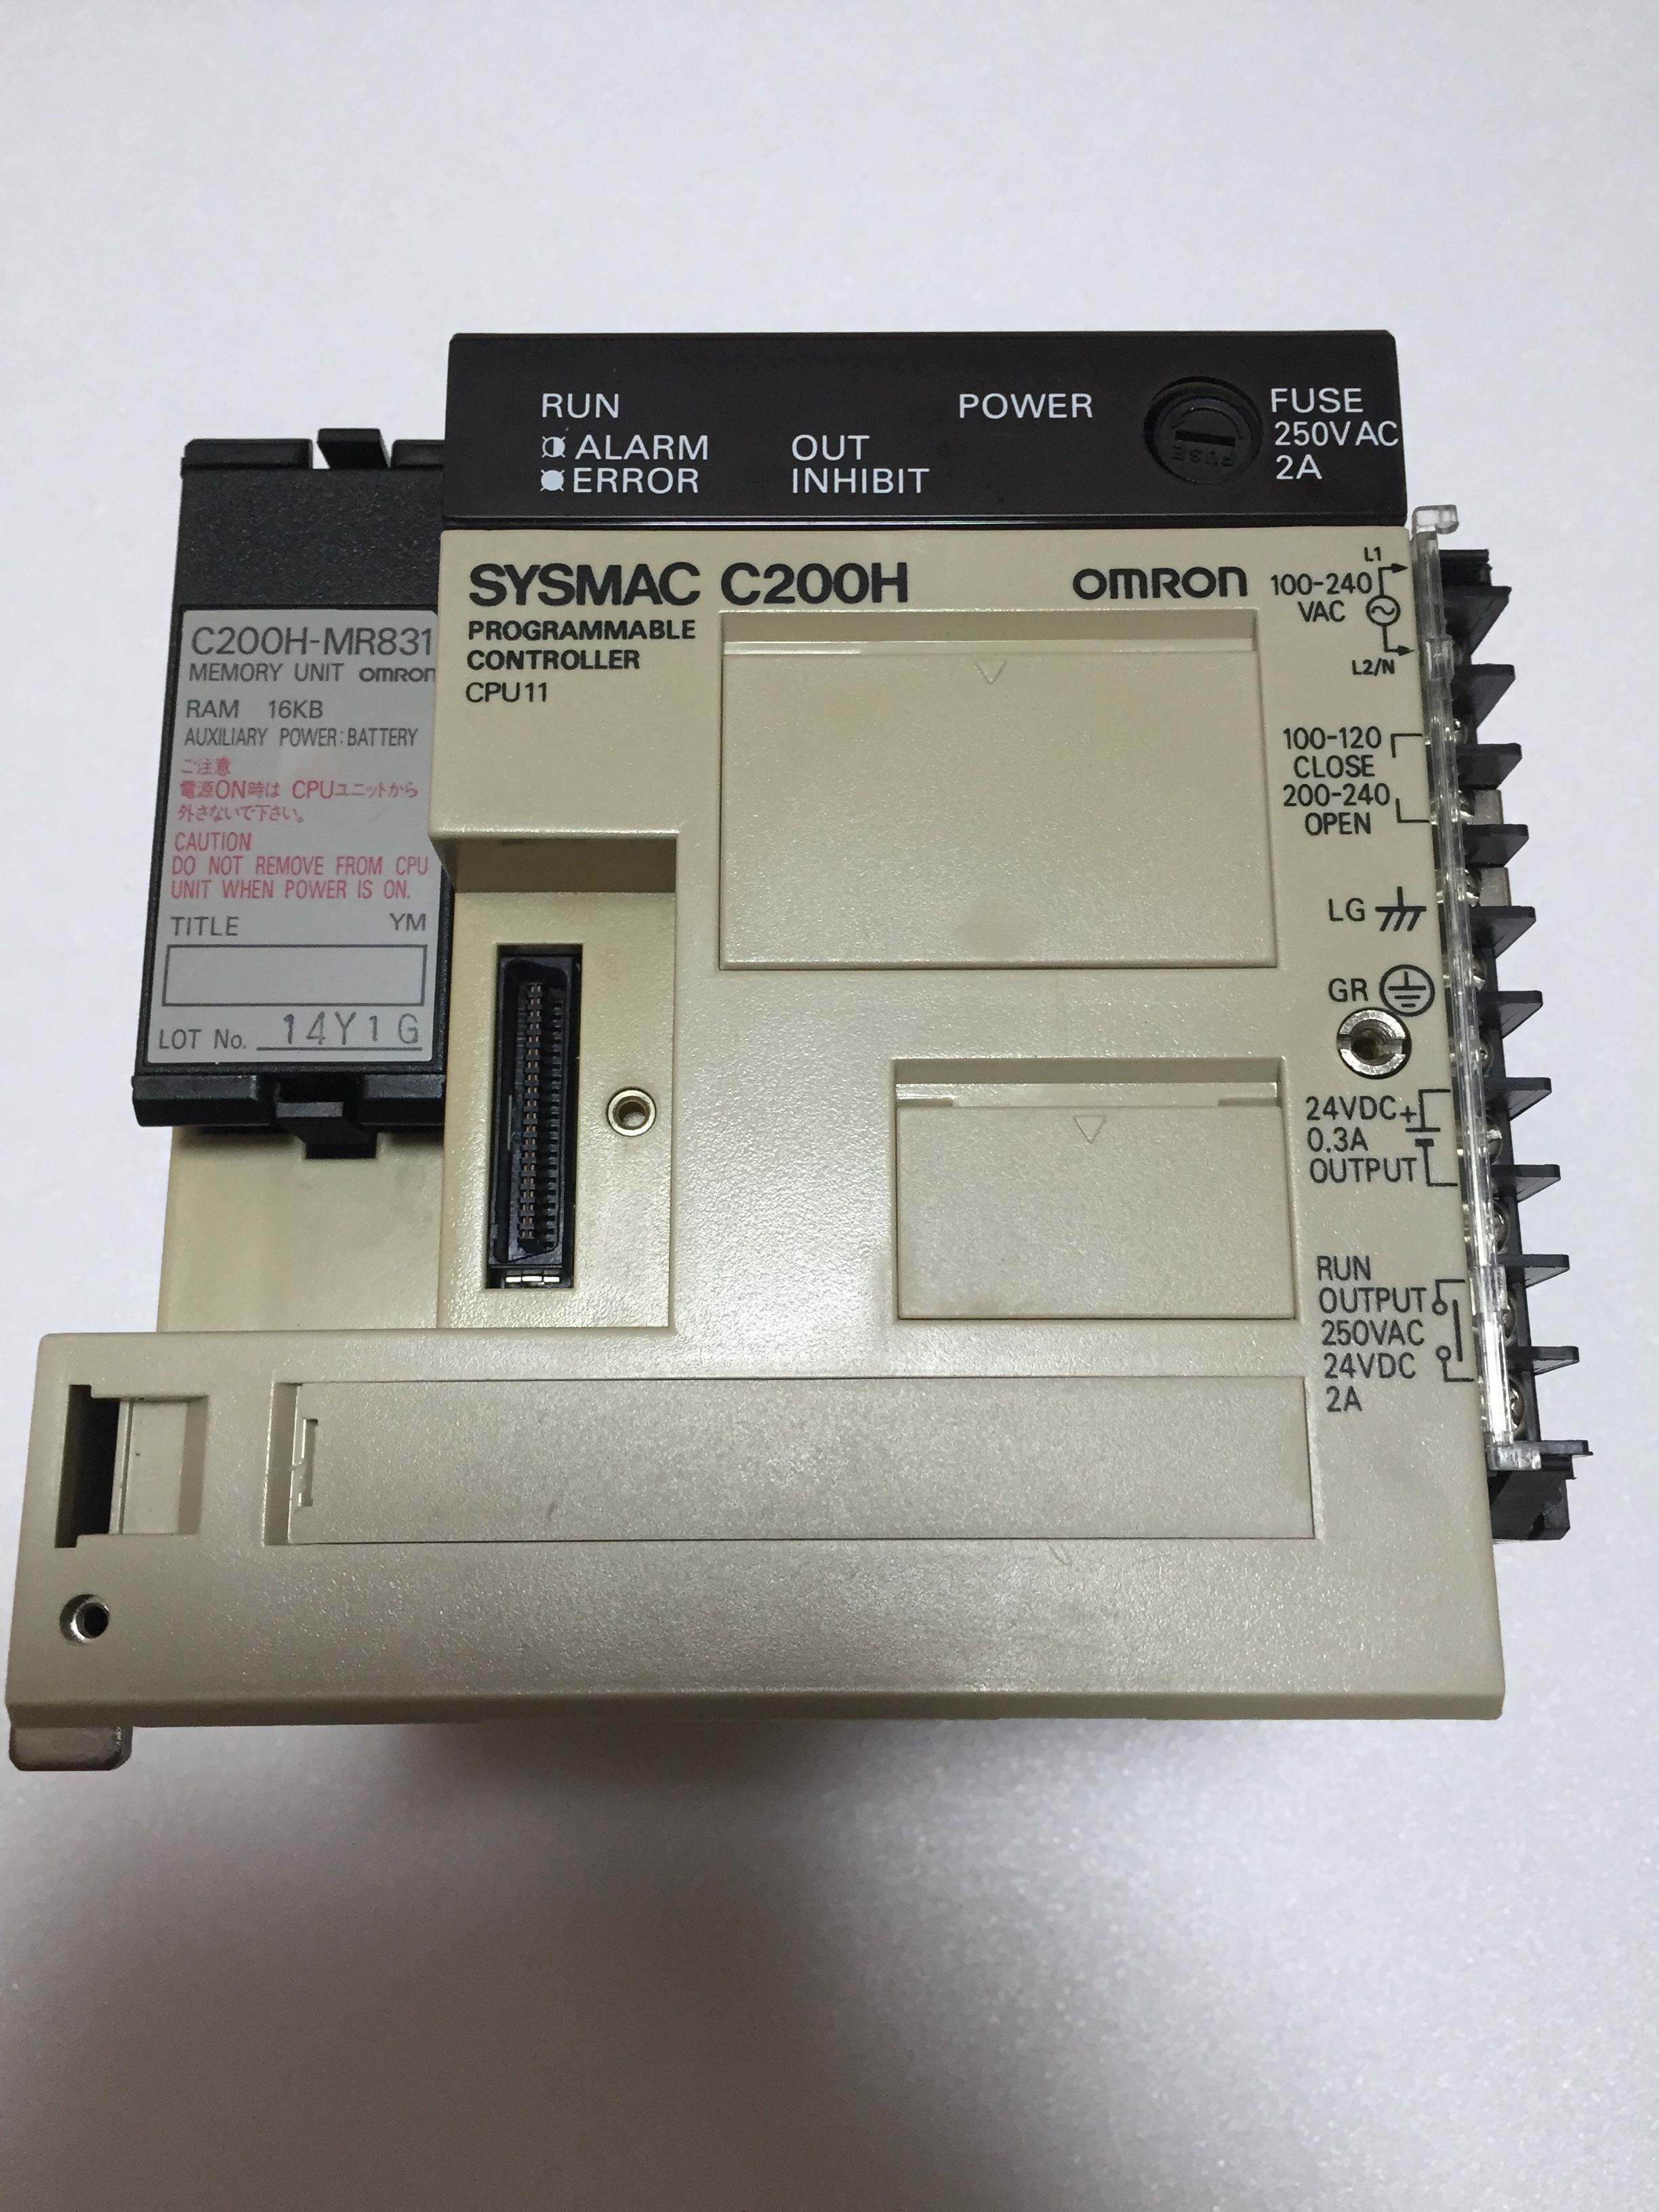 RUN
ALARM
ERROR
OUT
INHIBIT
POWER
FUSE
FUSE
250VAC
2A
SYSMAC C200H
omron
PROGRAMMABLE
CONTROLLER
CPU11
L1
100-240
VAC
L2/N
100-120
CLOSE
200-240
OPEN
LG
GR
24VDC+
0.3A
OUTPUT
RUN
OUTPUT
250VAC
24VDC
2A
C200H-MR831
MEMORY UNIT omron
RAM 16KB
AUXILIARY POWER:BATTERY
ご注意
電源ON時は CPUユニットから
外さないで下さい。
CAUTION
DO NOT REMOVE FROM CPU
UNIT WHEN POWER IS ON.
TITLE YM
LOT No. 14Y1G